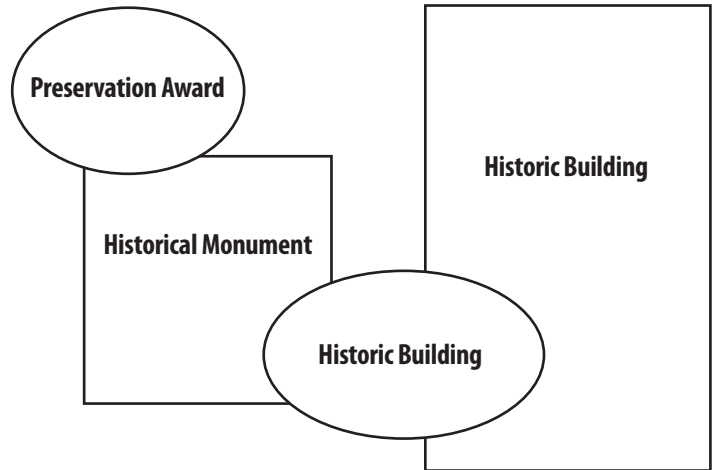 Preservation Award
Historic Building
Historical Monument
Historic Building